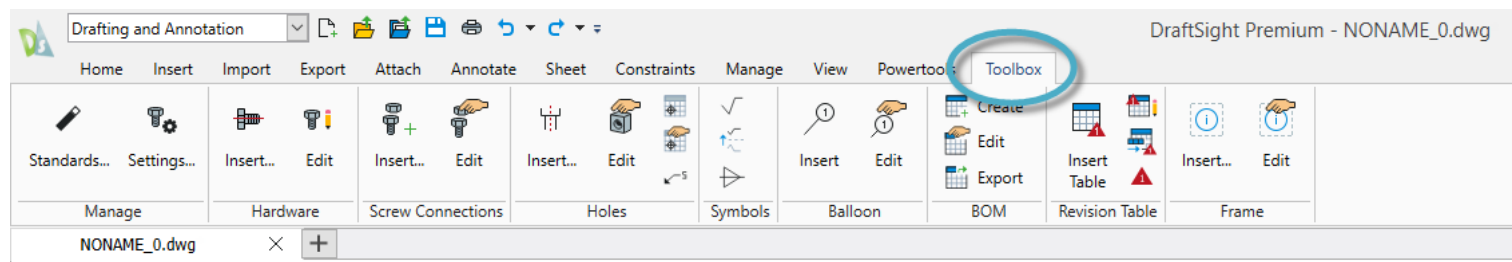 Drafting and Annotation
DraftSight Premium - NONAME_0.dwg
DS
Home Insert Import Export Attach Annotate Sheet Constraints Manage View Powertools Toolbox
Standards... Settings... Insert... Edit Insert... Edit Insert... Edit Insert Edit
Create
Edit
Export
Insert
Table
Insert... Edit
Manage Hardware Screw Connections Holes Symbols Balloon BOM Revision Table Frame
NONAME_0.dwg